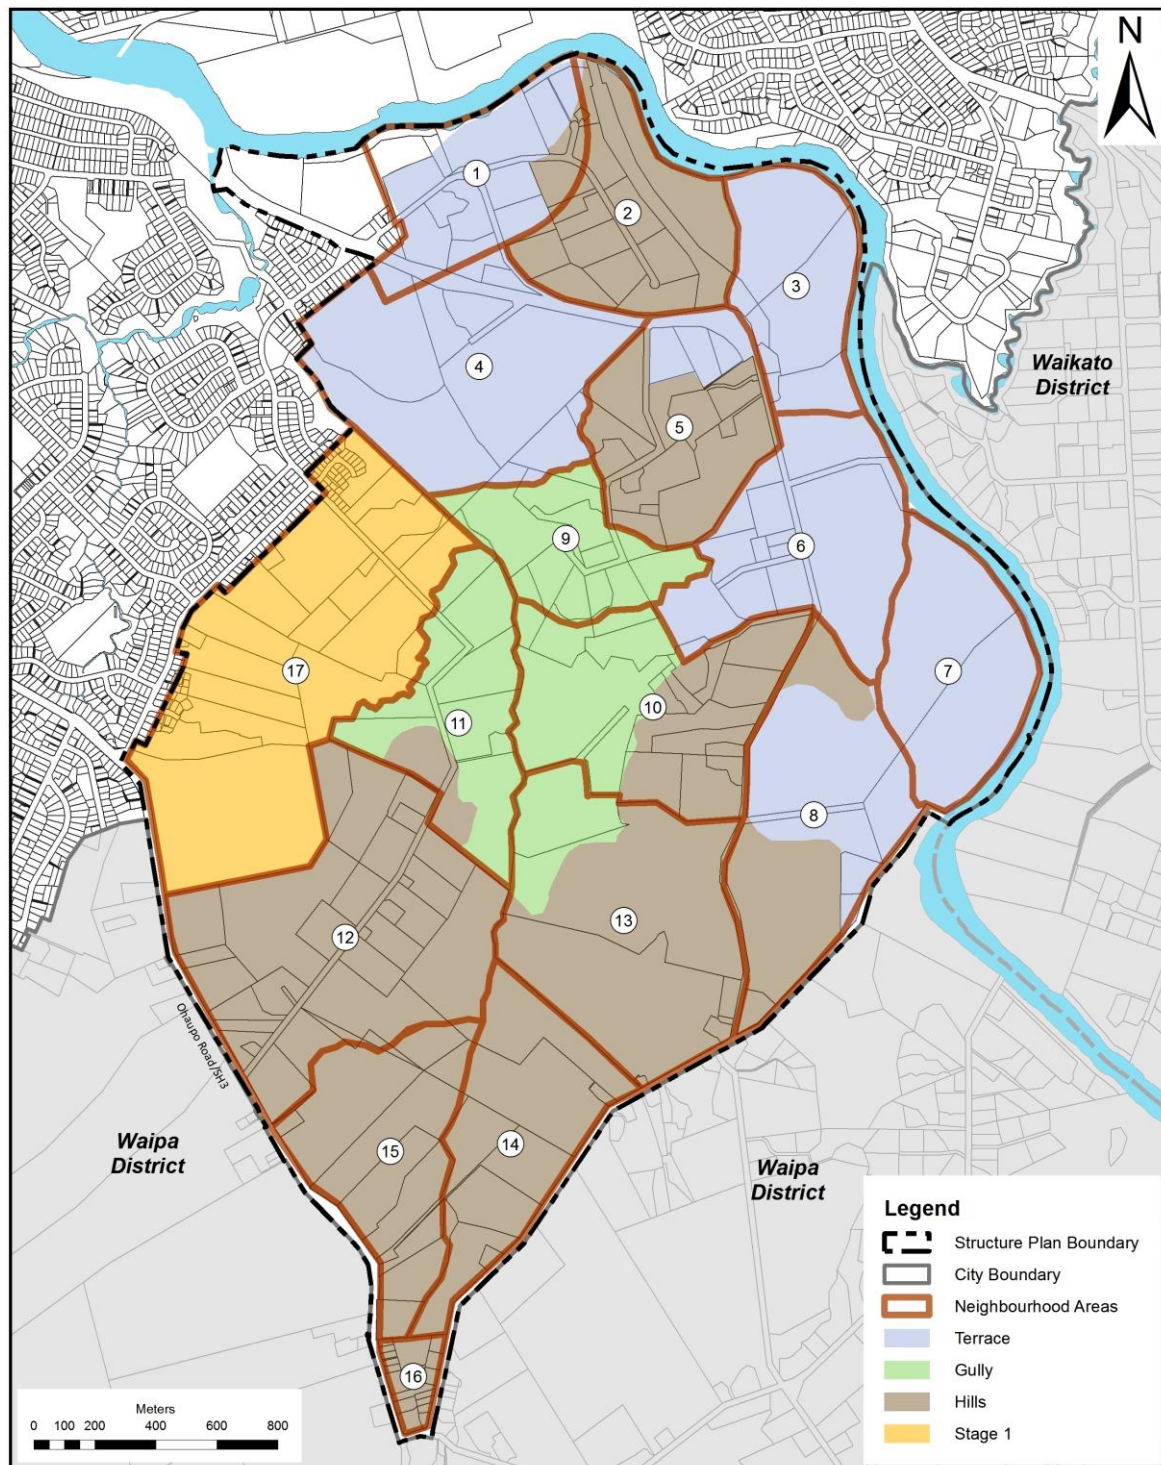 N
1
2
3
Waikato
District
4
5
9
6
17
7
10
11
8
13
12
Ohaupo Road/SH3
Waipa
District
15
14
Waipa
District
16
Legend
Structure Plan Boundary
City Boundary
Neighbourhood Areas
Terrace
Gully
Hills
Stage 1
Meters
0 100 200 400 600 800